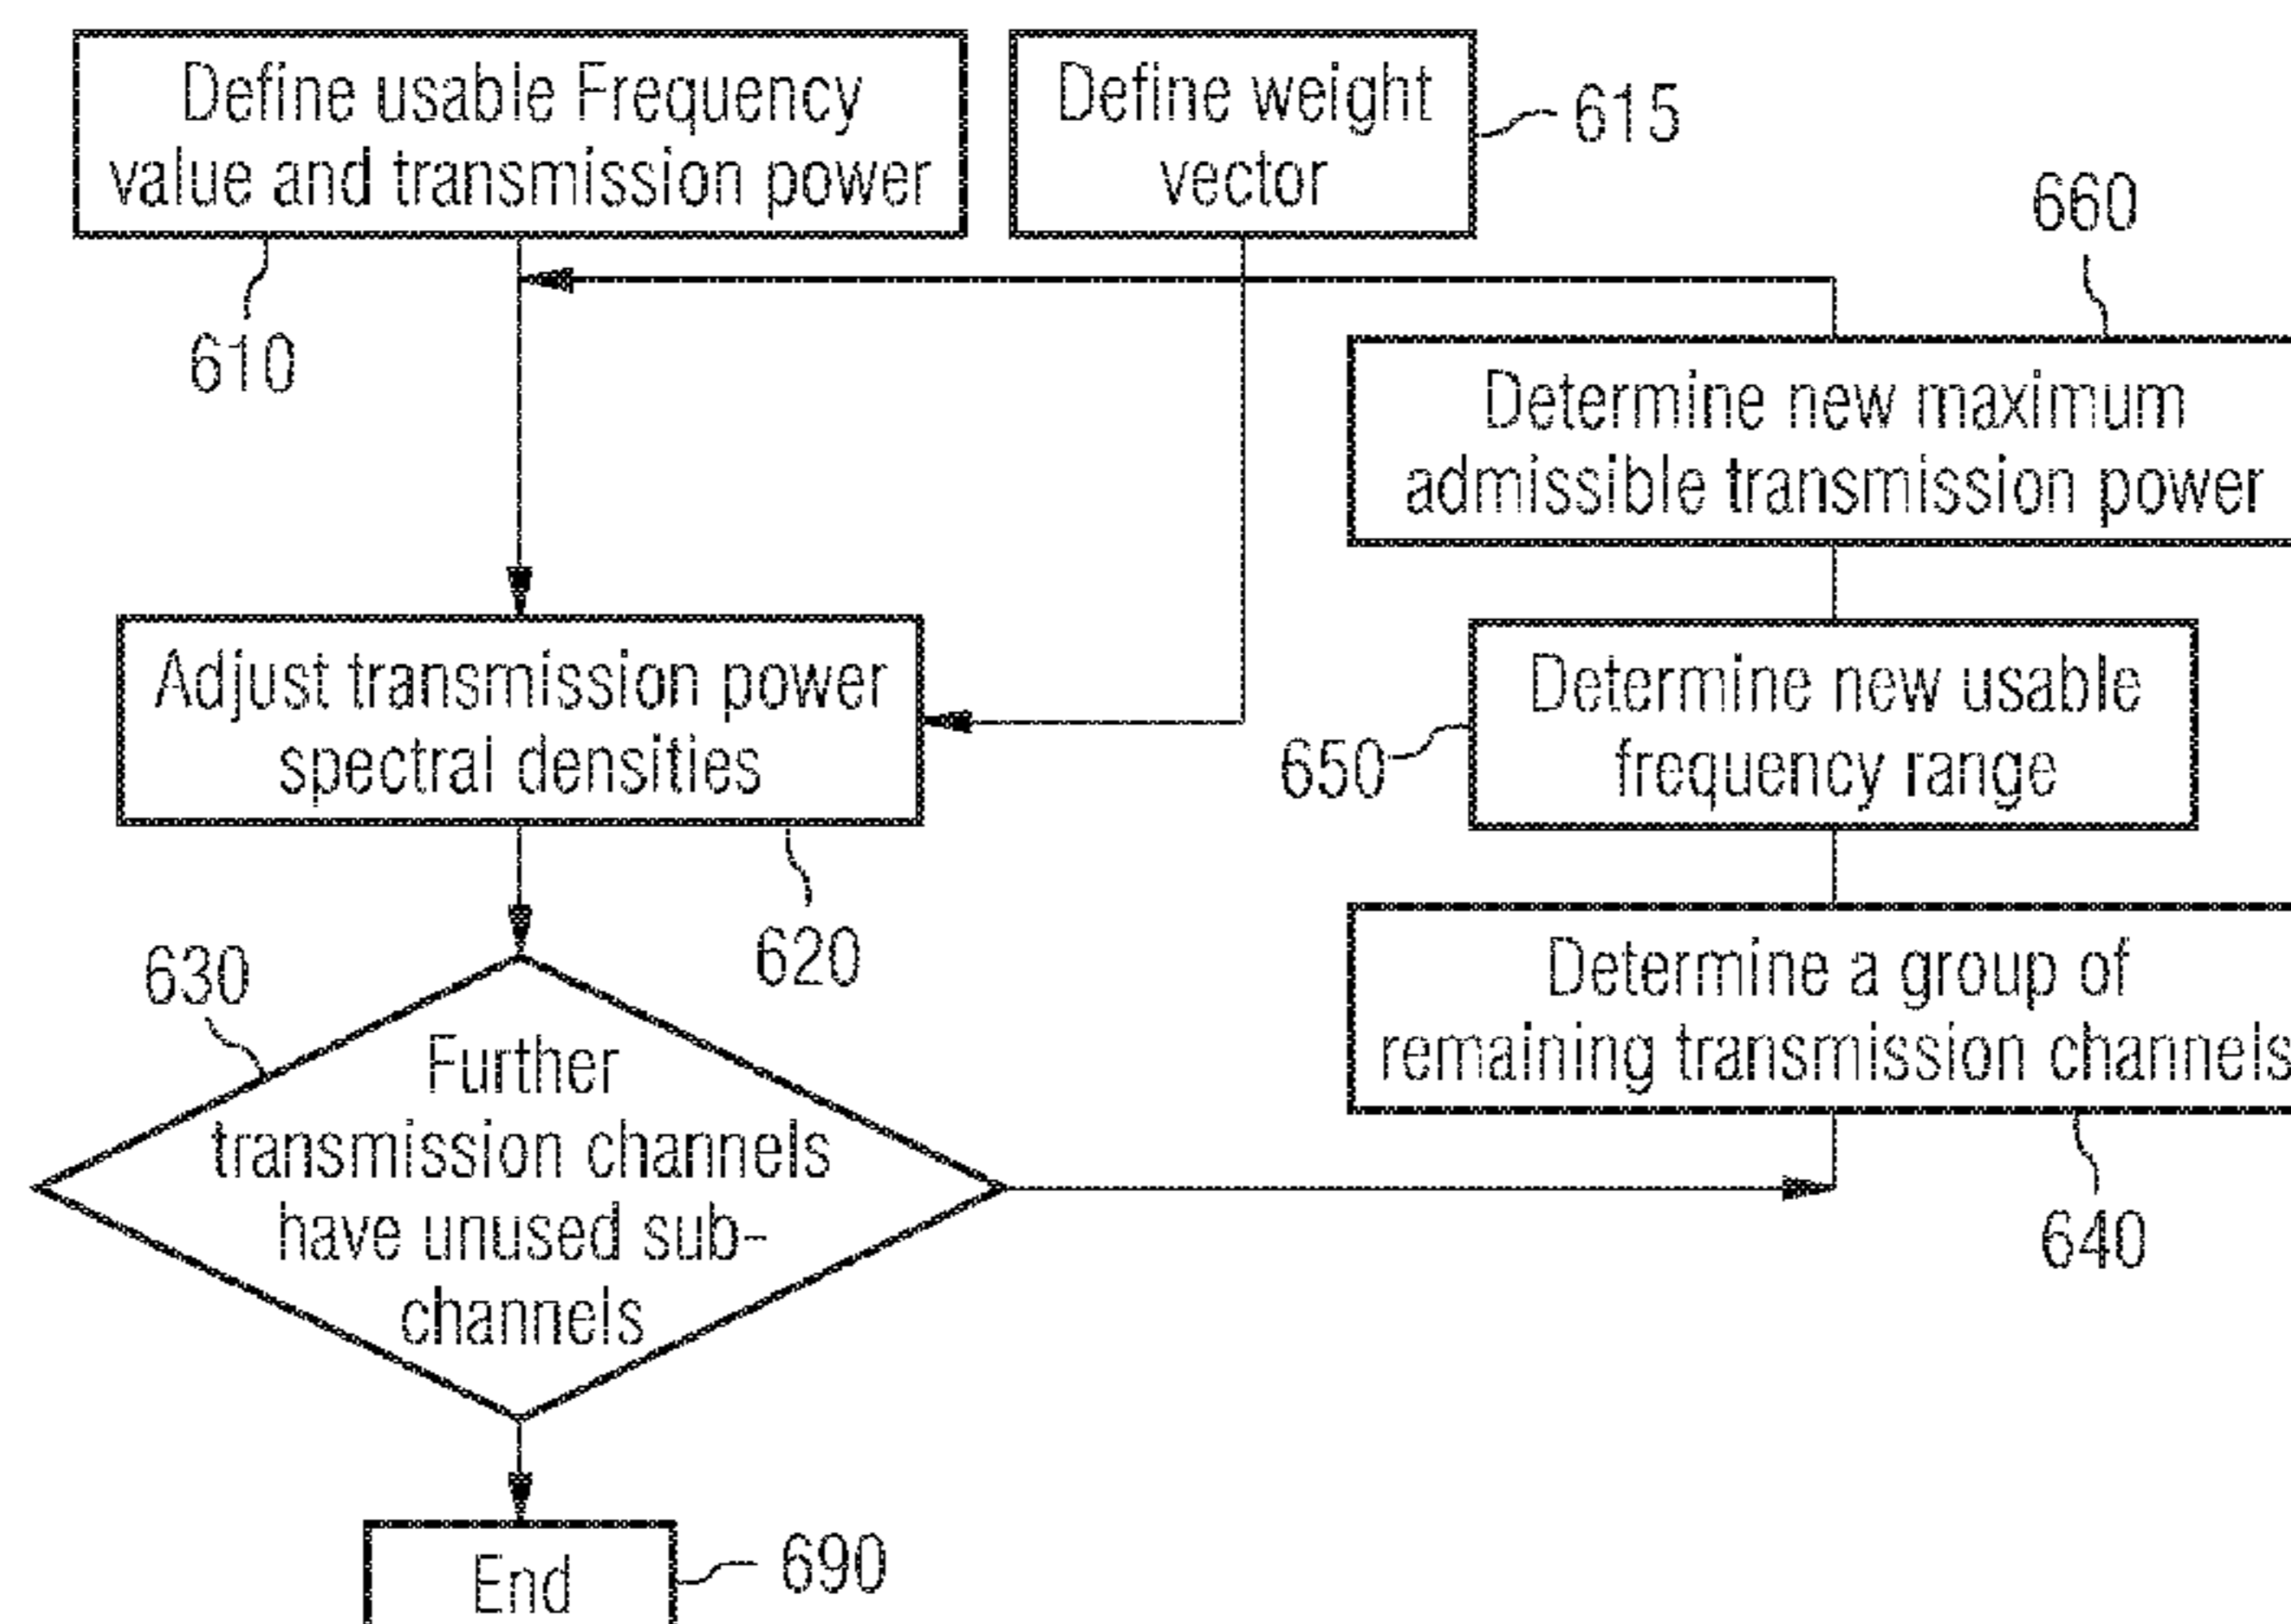 Define usable Frequency
value and transmission power
610
Define weight
vector
615
660
Determine new maximum
admissible transmission power
Adjust transmission power
spectral densities
620
650
Determine new usable
frequency range
630
Further
transmission channels
have unused sub-
channels
Determine a group of
remaining transmission channels
640
End
690